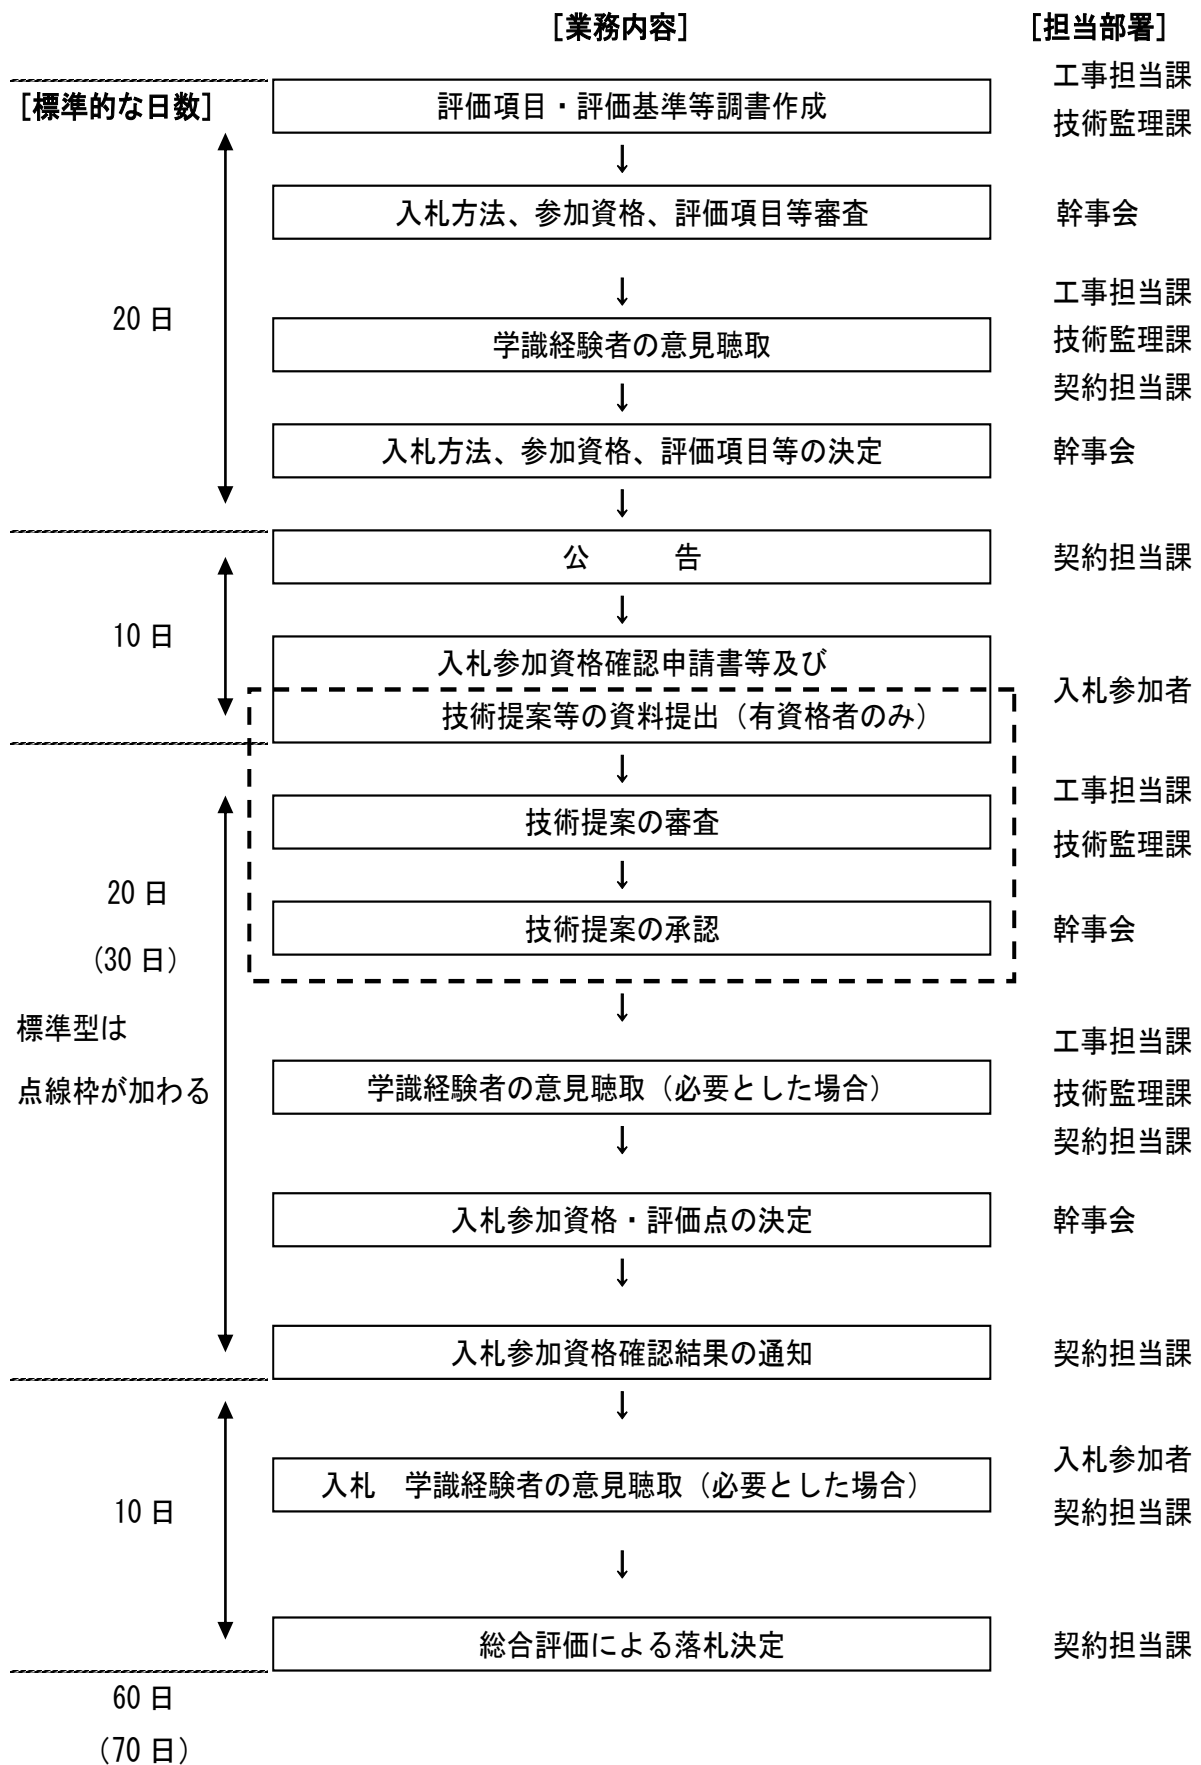 [業務内容] [担当部署]
工事担当課
[標準的な日数] 評価項目・評価基準等調書作成
技術監理課
↓
入札方法、参加資格、評価項目等審査 幹事会
↓ 工事担当課
20 日
学識経験者の意見聴取 技術監理課
↓ 契約担当課
入札方法、参加資格、評価項目等の決定 幹事会
↓
公　　　告 契約担当課
↓
10 日
入札参加資格確認申請書等及び
入札参加者
技術提案等の資料提出（有資格者のみ）
↓ 工事担当課
技術提案の審査
技術監理課
↓
20 日
技術提案の承認 幹事会
（30 日）
↓
標準型は
工事担当課
点線枠が加わる 学識経験者の意見聴取（必要とした場合） 技術監理課
↓ 契約担当課
入札参加資格・評価点の決定 幹事会
↓
入札参加資格確認結果の通知 契約担当課
↓
入札参加者
入札　学識経験者の意見聴取（必要とした場合）
10 日 契約担当課
↓
総合評価による落札決定 契約担当課
60 日
（70 日）